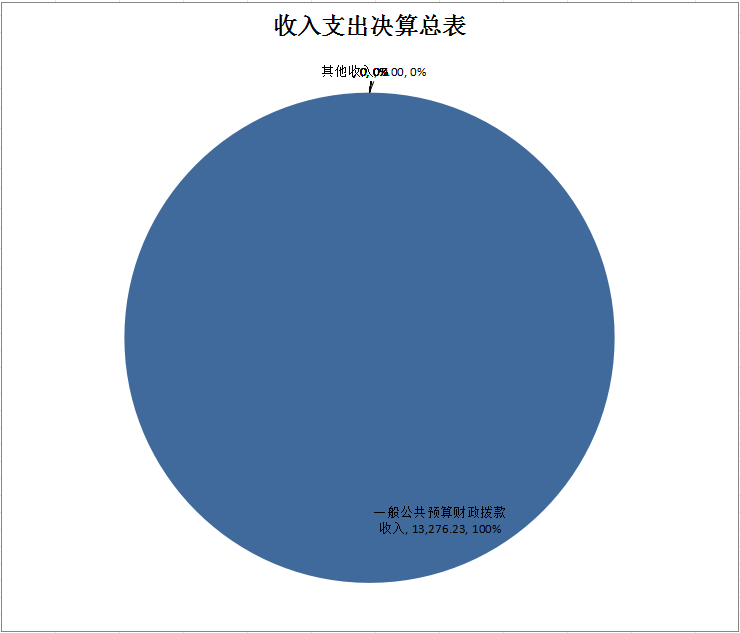 收入支出决算总表
其他收入, 0.00, 0%
一般公共预算财政拨款
收入, 13,276.23, 100%